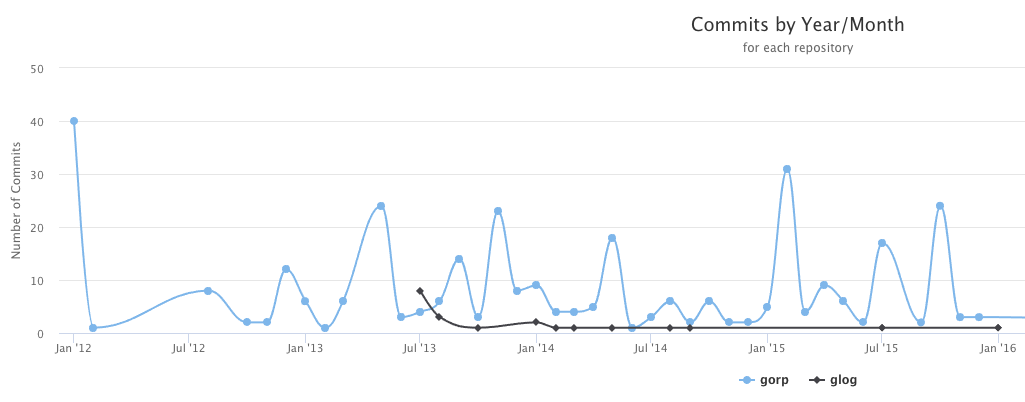 Commits by Year/Month
for each repository
Number of Commits
50
40
30
20
10
0
Jan '12
Jul '12
Jan '13
Jul '13
Jan '14
Jul '14
Jan '15
Jul '15
Jan '16
gorp
glog